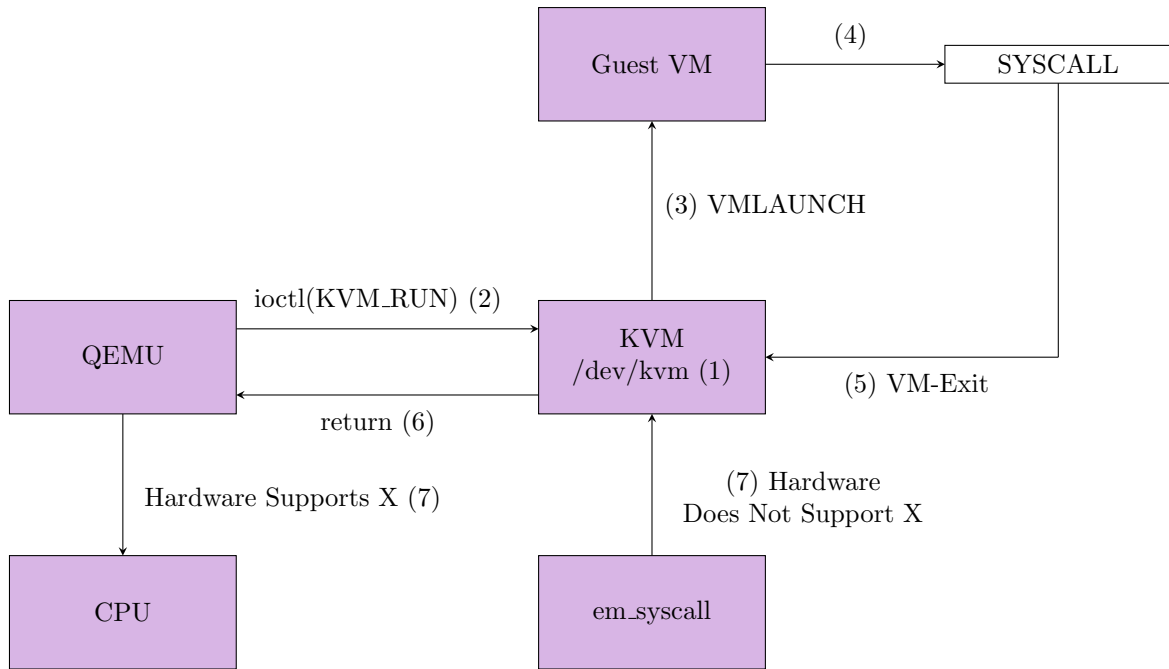 Guest VM
(4)
SYSCALL
(3) VMLAUNCH
ioctl(KVM_RUN) (2)
QEMU
KVM
/dev/kvm (1)
(5) VM-Exit
return (6)
Hardware Supports X (7)
(7) Hardware
Does Not Support X
CPU
em_syscall